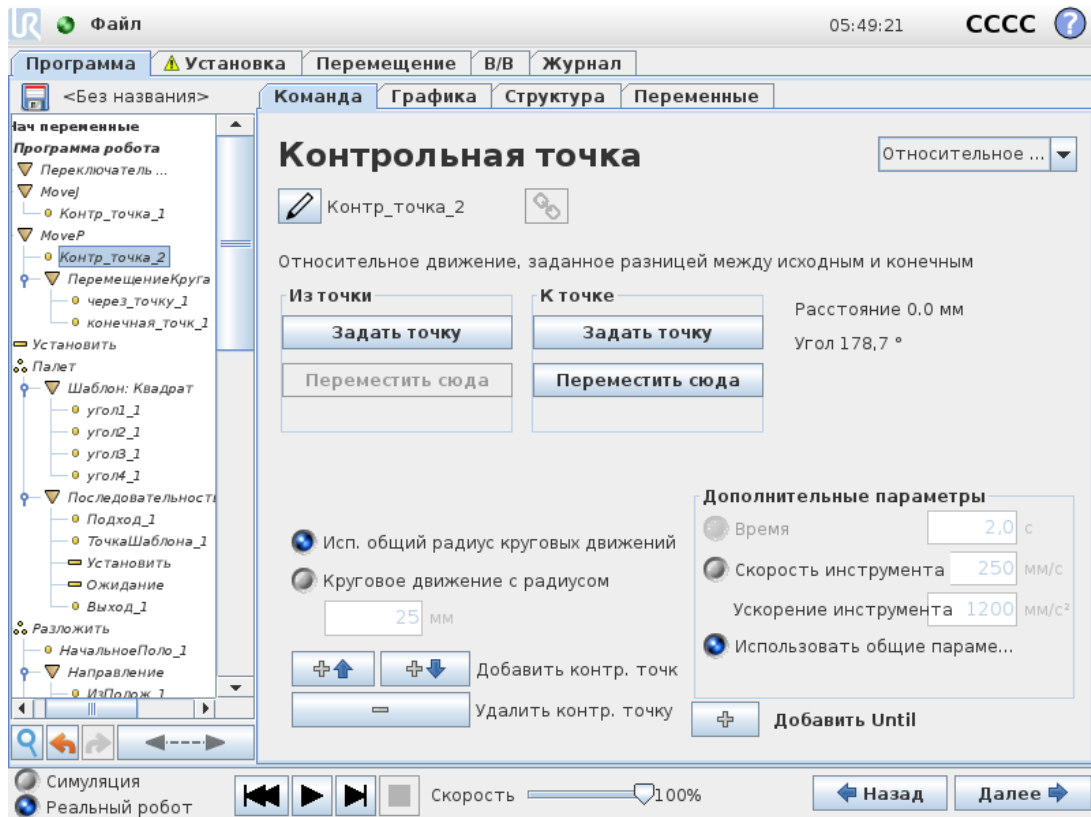 UR Файл 05:49:21 CCCC ?
Программа Установка Перемещение В/В Журнал
<Без названия> Команда Графика Структура Переменные
Нач переменные
Программа робота
Переключатель ...
MoveJ
Контр_точка_1
MoveP
Контр_точка_2
ПеремещениеКруга
через_точку_1
конечная_точк_1
Установить
Палет
Шаблон: Квадрат
угол1_1
угол2_1
угол3_1
угол4_1
Последовательность
Подход_1
ТочкаШаблона_1
Установить
Ожидание
Выход_1
Разложить
НачальноеПоло_1
Направление
ИзПолож_1
Контрольная точка
Относительное ...
Контр_точка_2
Относительное движение, заданное разницей между исходным и конечным
Из точки
Задать точку
Переместить сюда
К точке
Задать точку
Переместить сюда
Расстояние 0.0 мм
Угол 178,7 °
Исп. общий радиус круговых движений
Круговое движение с радиусом
25 мм
Добавить контр. точк
Удалить контр. точку
Дополнительные параметры
Время 2,0 с
Скорость инструмента 250 мм/с
Ускорение инструмента 1200 мм/с²
Использовать общие параме...
Добавить Until
Симуляция
Реальный робот
Скорость 100%
Назад Далее